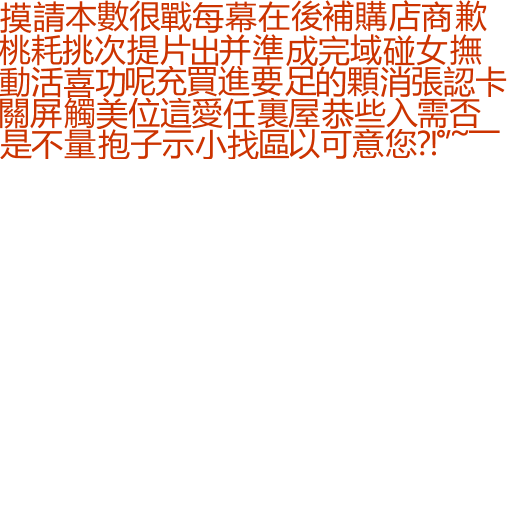 摸請本數很戰每幕在後補購店商歉
桃耗挑次提片出并準成完域碰女撫
動活喜功呢充買進要足的顆消張認卡
關屏觸美位這愛任裏屋恭些入需否
是不量抱子示小找區以可意您?!°″~￣